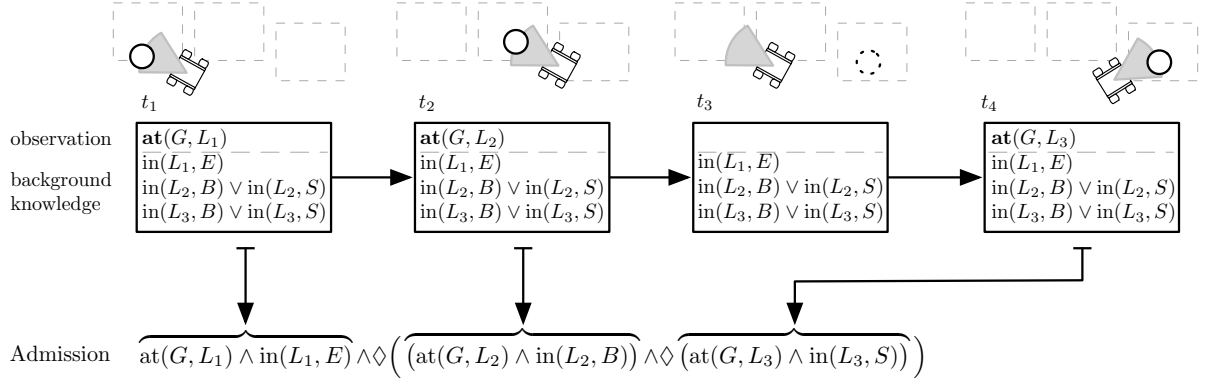 t₁ t₂ t₃ t₄
observation at(G, L₁) at(G, L₂) at(G, L₃)
in(L₁, E) in(L₁, E) in(L₁, E) in(L₁, E)
background in(L₂, B) ∨ in(L₂, S) in(L₂, B) ∨ in(L₂, S) in(L₂, B) ∨ in(L₂, S) in(L₂, B) ∨ in(L₂, S)
knowledge in(L₃, B) ∨ in(L₃, S) in(L₃, B) ∨ in(L₃, S) in(L₃, B) ∨ in(L₃, S) in(L₃, B) ∨ in(L₃, S)
Admission at(G, L₁) ∧ in(L₁, E) ∧ ◊( (at(G, L₂) ∧ in(L₂, B)) ∧ ◊ (at(G, L₃) ∧ in(L₃, S)) )